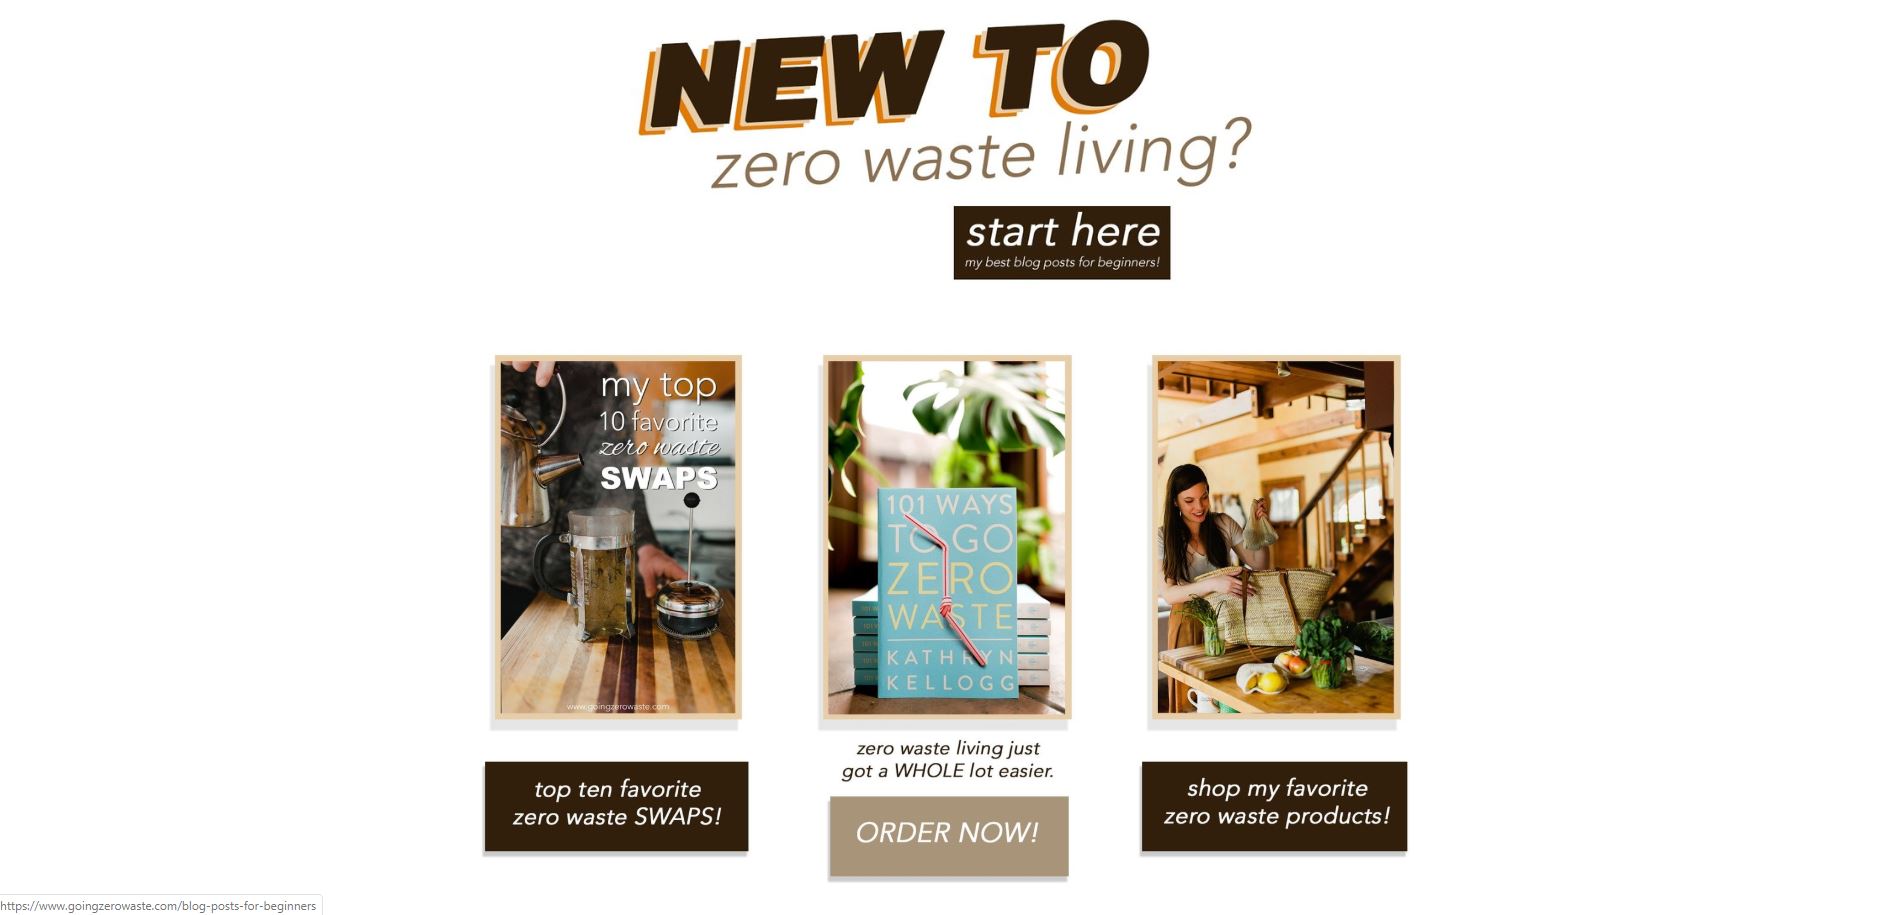 NEW TO
zero waste living?
start here
my best blog posts for beginners!
my top
10 favorite
zero waste
SWAPS
www.goingzerowaste.com
101 WAYS
TO GO
ZERO
WASTE
KATHRYN
KELLOGG
top ten favorite
zero waste SWAPS!
zero waste living just
got a WHOLE lot easier.
ORDER NOW!
shop my favorite
zero waste products!
https://www.goingzerowaste.com/blog-posts-for-beginners